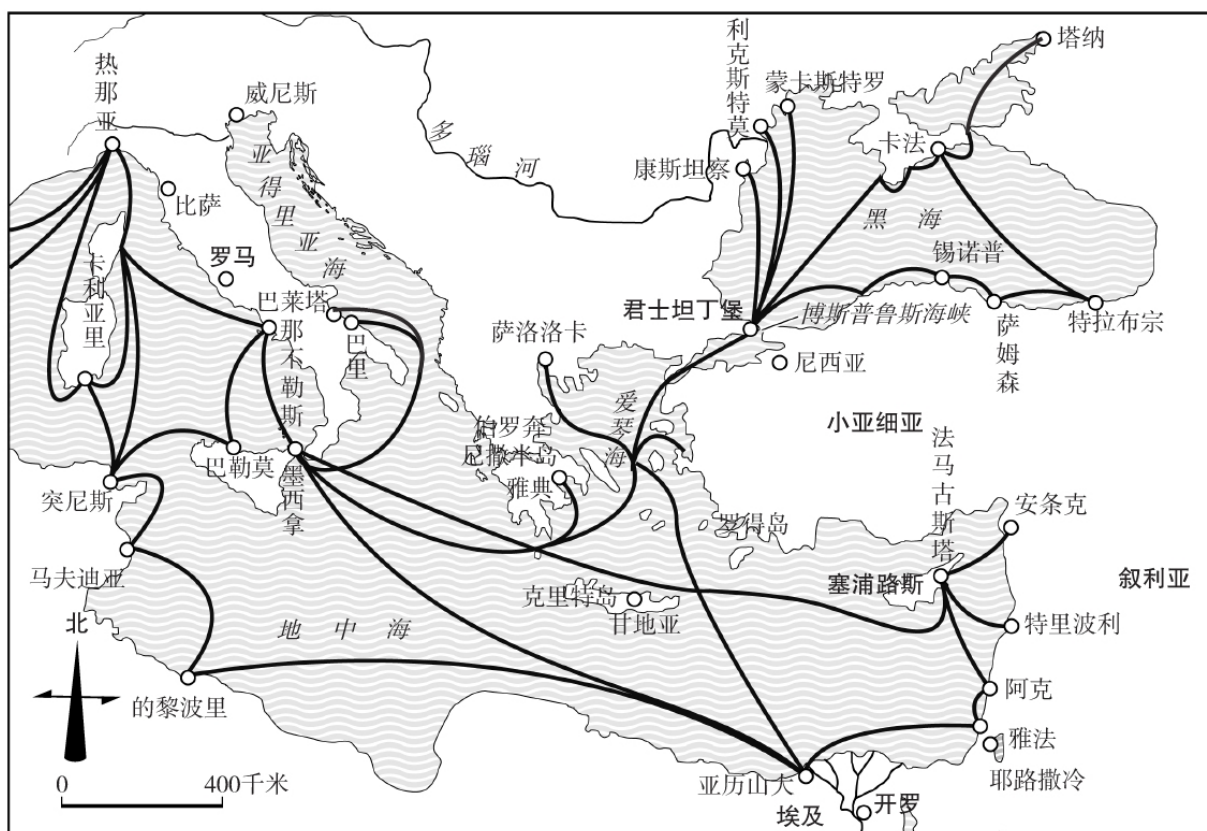 热那亚
威尼斯
比萨
罗马
亚得里亚海
多瑙河
利克斯特莫
蒙卡斯特罗
塔纳
康斯坦察
卡法
黑海
卡利亚里
巴莱塔
巴里
那不勒斯
君士坦丁堡
博斯普鲁斯海峡
锡诺普
萨姆森
特拉布宗
萨洛洛卡
尼西亚
爱琴海
小亚细亚
伯罗奔
尼撒半岛
雅典
巴勒莫
墨西拿
突尼斯
罗得岛
法马古斯塔
安条克
马夫迪亚
克里特岛
甘地亚
塞浦路斯
叙利亚
特里波利
北
地中海
的黎波里
阿克
雅法
耶路撒冷
亚历山大
埃及
开罗
0
400千米